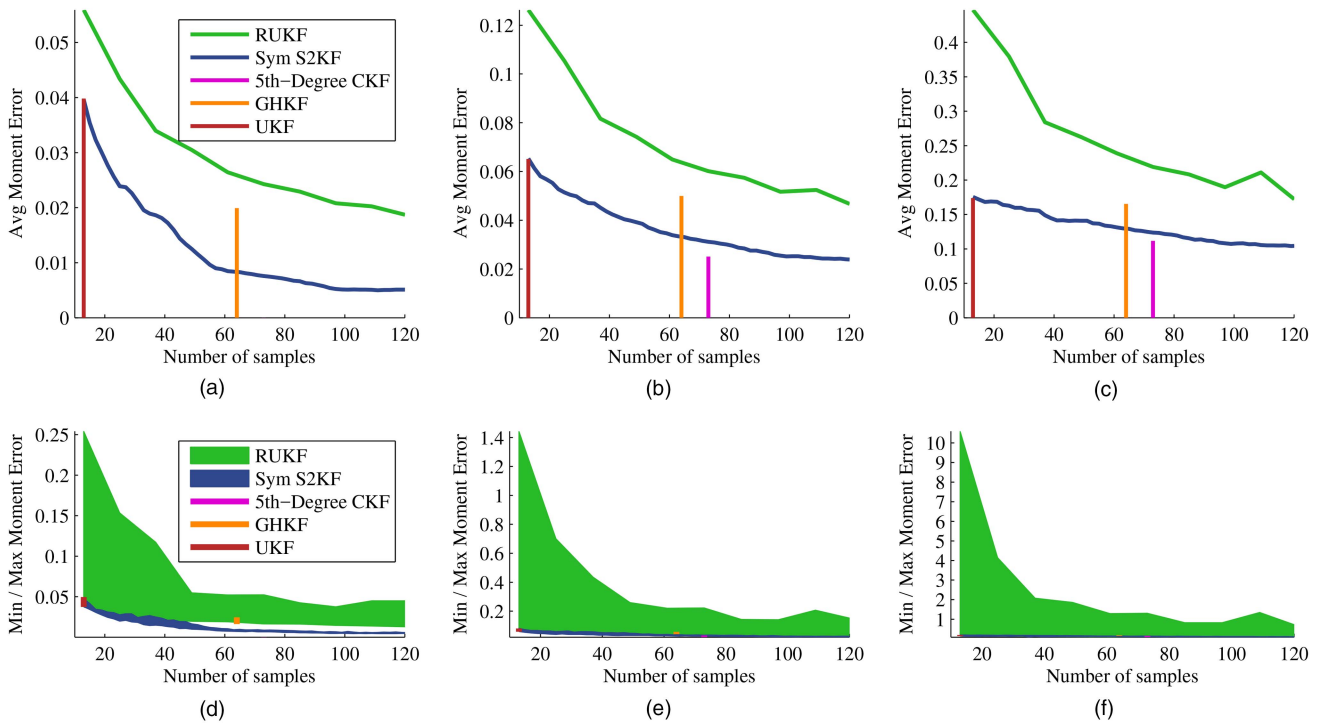 RUKF
Sym S2KF
5th-Degree CKF
GHKF
UKF
Avg Moment Error
0.05
0.04
0.03
0.02
0.01
0
20 40 60 80 100 120
Number of samples
(a)
Avg Moment Error
0.12
0.1
0.08
0.06
0.04
0.02
0
20 40 60 80 100 120
Number of samples
(b)
Avg Moment Error
0.4
0.35
0.3
0.25
0.2
0.15
0.1
0.05
0
20 40 60 80 100 120
Number of samples
(c)
RUKF
Sym S2KF
5th-Degree CKF
GHKF
UKF
Min / Max Moment Error
0.25
0.2
0.15
0.1
0.05
20 40 60 80 100 120
Number of samples
(d)
Min / Max Moment Error
1.4
1.2
1
0.8
0.6
0.4
0.2
20 40 60 80 100 120
Number of samples
(e)
Min / Max Moment Error
10
9
8
7
6
5
4
3
2
1
20 40 60 80 100 120
Number of samples
(f)